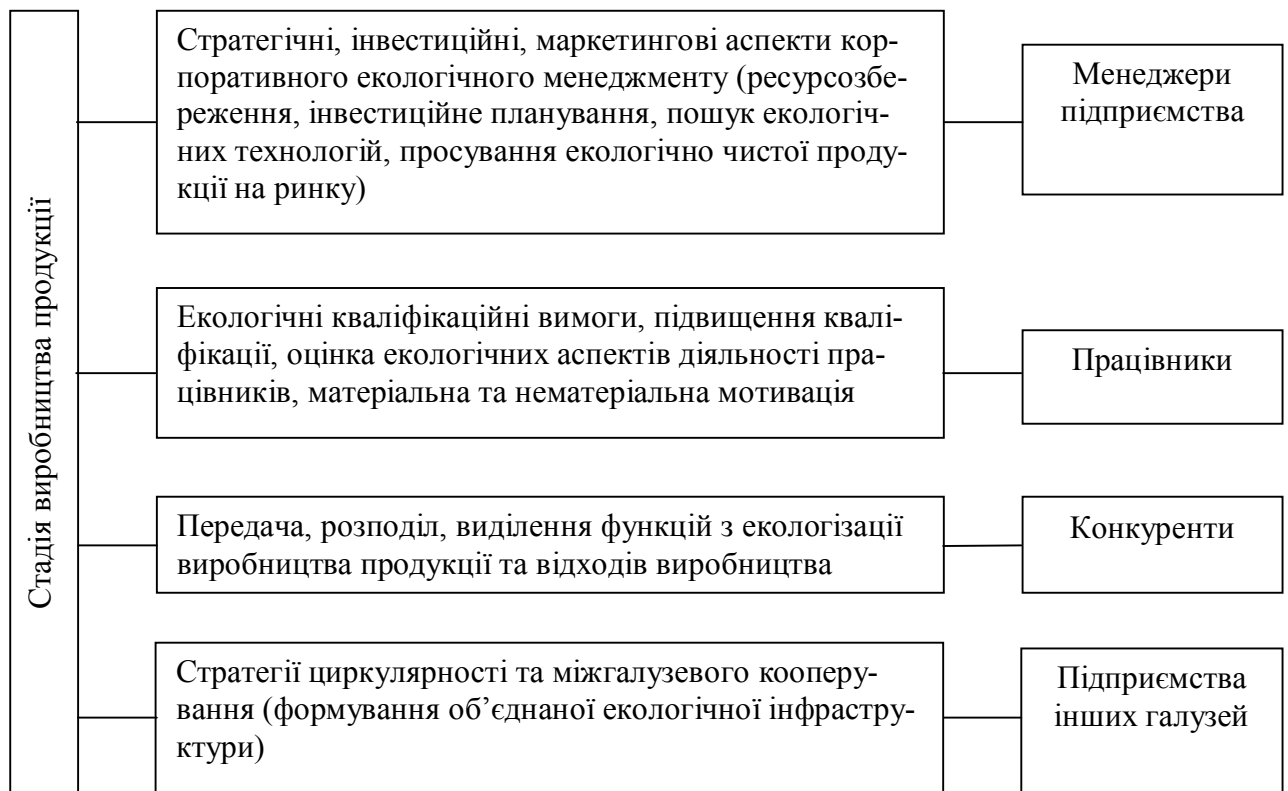 Стадія виробництва продукції
Стратегічні, інвестиційні, маркетингові аспекти кор-
поративного екологічного менеджменту (ресурсозбе-
реження, інвестиційне планування, пошук екологіч-
них технологій, просування екологічно чистої проду-
кції на ринку)
Менеджери
підприємства
Екологічні кваліфікаційні вимоги, підвищення квалі-
фікації, оцінка екологічних аспектів діяльності пра-
цівників, матеріальна та нематеріальна мотивація
Працівники
Передача, розподіл, виділення функцій з екологізації
виробництва продукції та відходів виробництва
Конкуренти
Стратегії циркулярності та міжгалузевого кооперу-
вання (формування об’єднаної екологічної інфрастру-
ктури)
Підприємства
інших галузей